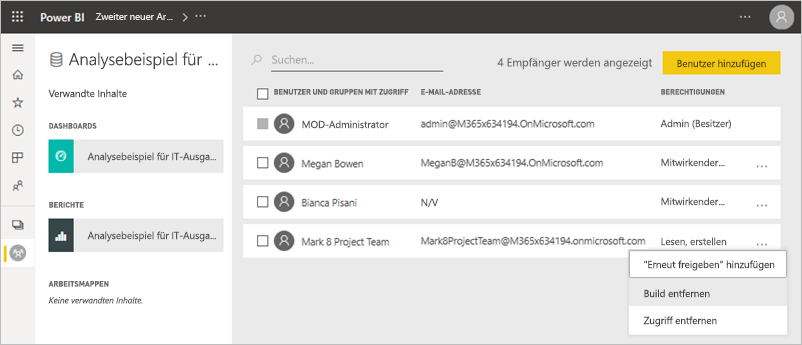 Power BI Zweiter neuer Ar... > ...
Analysebeispiel für ...
Verwandte Inhalte
DASHBOARDS
Analysebeispiel für IT-Ausga...
BERICHTE
Analysebeispiel für IT-Ausga...
ARBEITSMAPPEN
Keine verwandten Inhalte.
Suchen...
4 Empfänger werden angezeigt
Benutzer hinzufügen
BENUTZER UND GRUPPEN MIT ZUGRIFF E-MAIL-ADRESSE BERECHTIGUNGEN
MOD-Administrator admin@M365x634194.OnMicrosoft.com Admin (Besitzer)
Megan Bowen MeganB@M365x634194.OnMicrosoft.com Mitwirkender... ...
Bianca Pisani N/V Mitwirkender... ...
Mark 8 Project Team Mark8ProjectTeam@M365x634194.onmicrosoft.com Lesen, erstellen ...
"Erneut freigeben" hinzufügen
Build entfernen
Zugriff entfernen